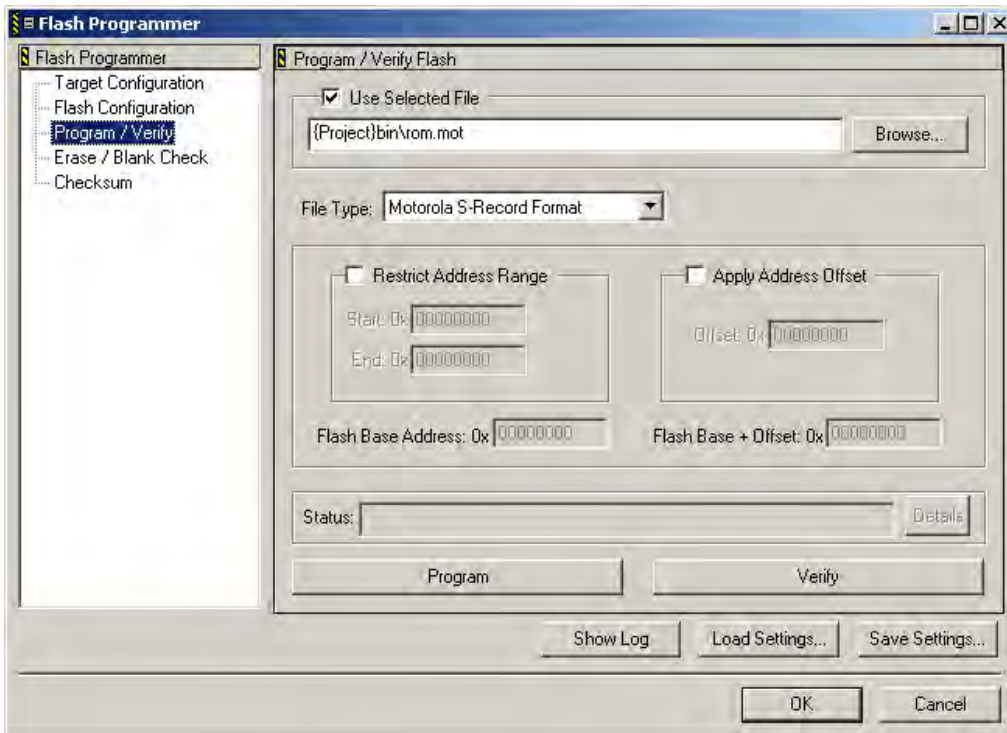 Flash Programmer
Flash Programmer
Target Configuration
Flash Configuration
Program / Verify
Erase / Blank Check
Checksum
Program / Verify Flash
Use Selected File
{Project}bin\rom.mot
Browse...
File Type: Motorola S-Record Format
Restrict Address Range
Start: 0x 00000000
End: 0x 00000000
Apply Address Offset
Offset: 0x 00000000
Flash Base Address: 0x 00000000
Flash Base + Offset: 0x 00000000
Status:
Details
Program
Verify
Show Log
Load Settings...
Save Settings...
OK
Cancel